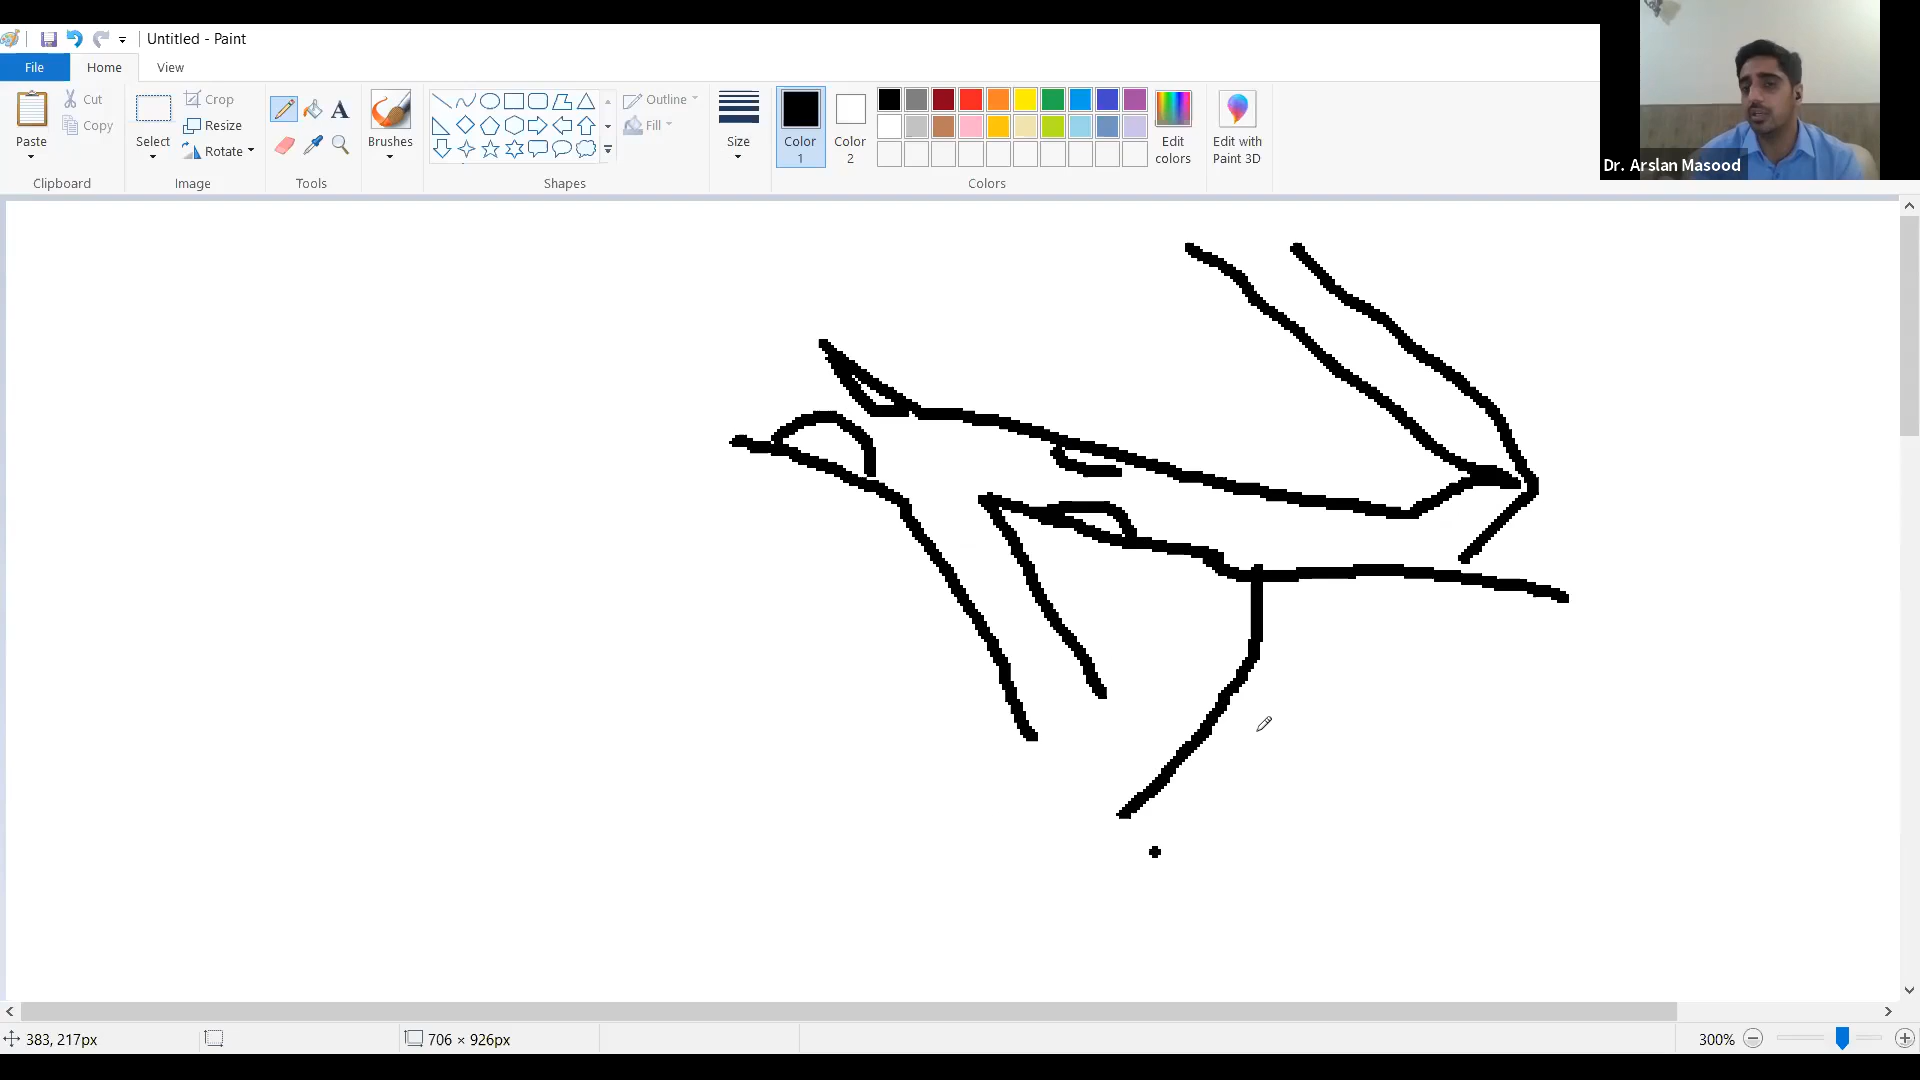 Untitled - Paint
File Home View
Cut
Copy
Paste
Clipboard
Crop
Resize
Rotate
Select
Image
Tools
Brushes
Shapes
Outline
Fill
Size
Color 1
Color 2
Edit colors
Colors
Edit with Paint 3D
Dr. Arslan Masood
383, 217px
706 × 926px
300%